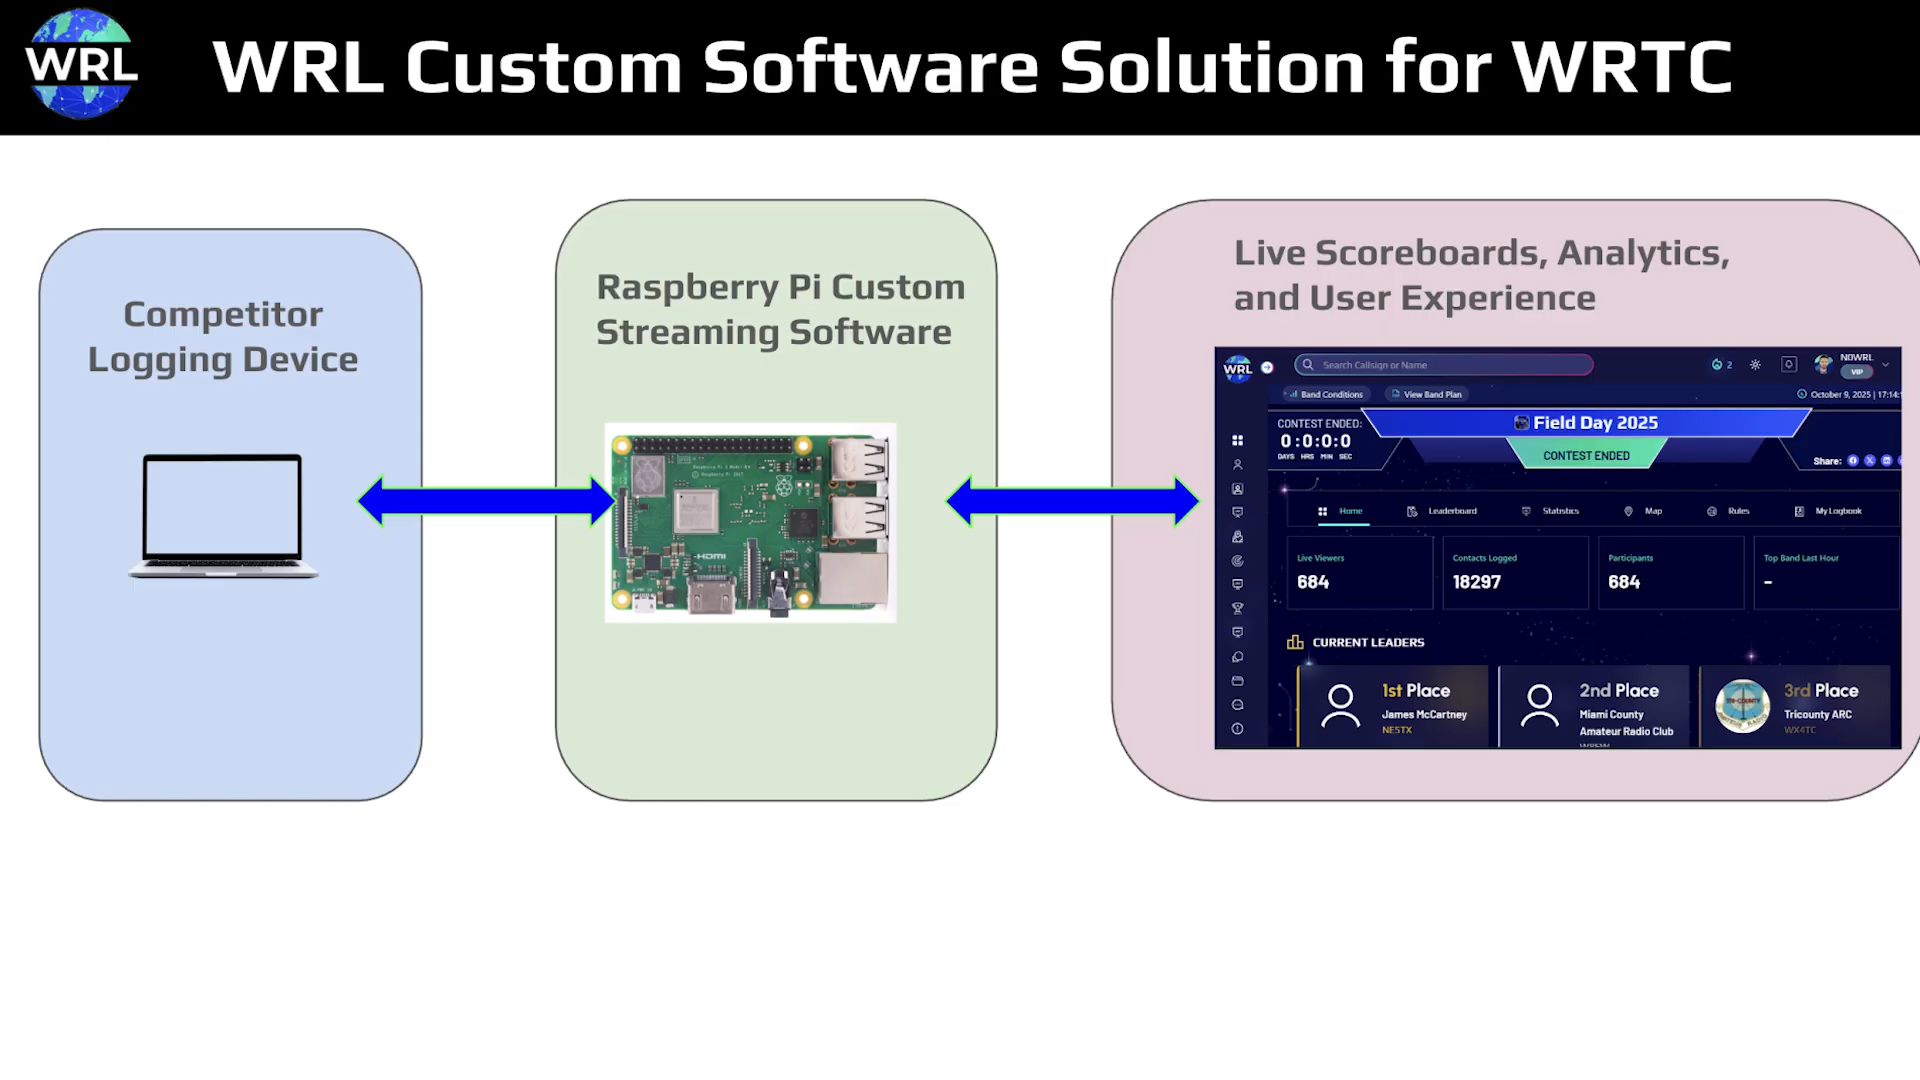 WRL
WRL Custom Software Solution for WRTC
Competitor
Logging Device
Raspberry Pi Custom
Streaming Software
HDMI
Live Scoreboards, Analytics,
and User Experience
WRL
Search Callsign or Name
2
N0WRL
VIP
Band Conditions
View Band Plan
October 9, 2025 | 17:14:
CONTEST ENDED:
0:0:0:0
DAYS HRS MIN SEC
Field Day 2025
CONTEST ENDED
Share:
Home
Leaderboard
Statistics
Map
Rules
My Logbook
Live Viewers
684
Contacts Logged
18297
Participants
684
Top Band Last Hour
-
CURRENT LEADERS
1st Place
James McCartney
NE5TX
2nd Place
Miami County
Amateur Radio Club
3rd Place
Tricounty ARC
WX4TC